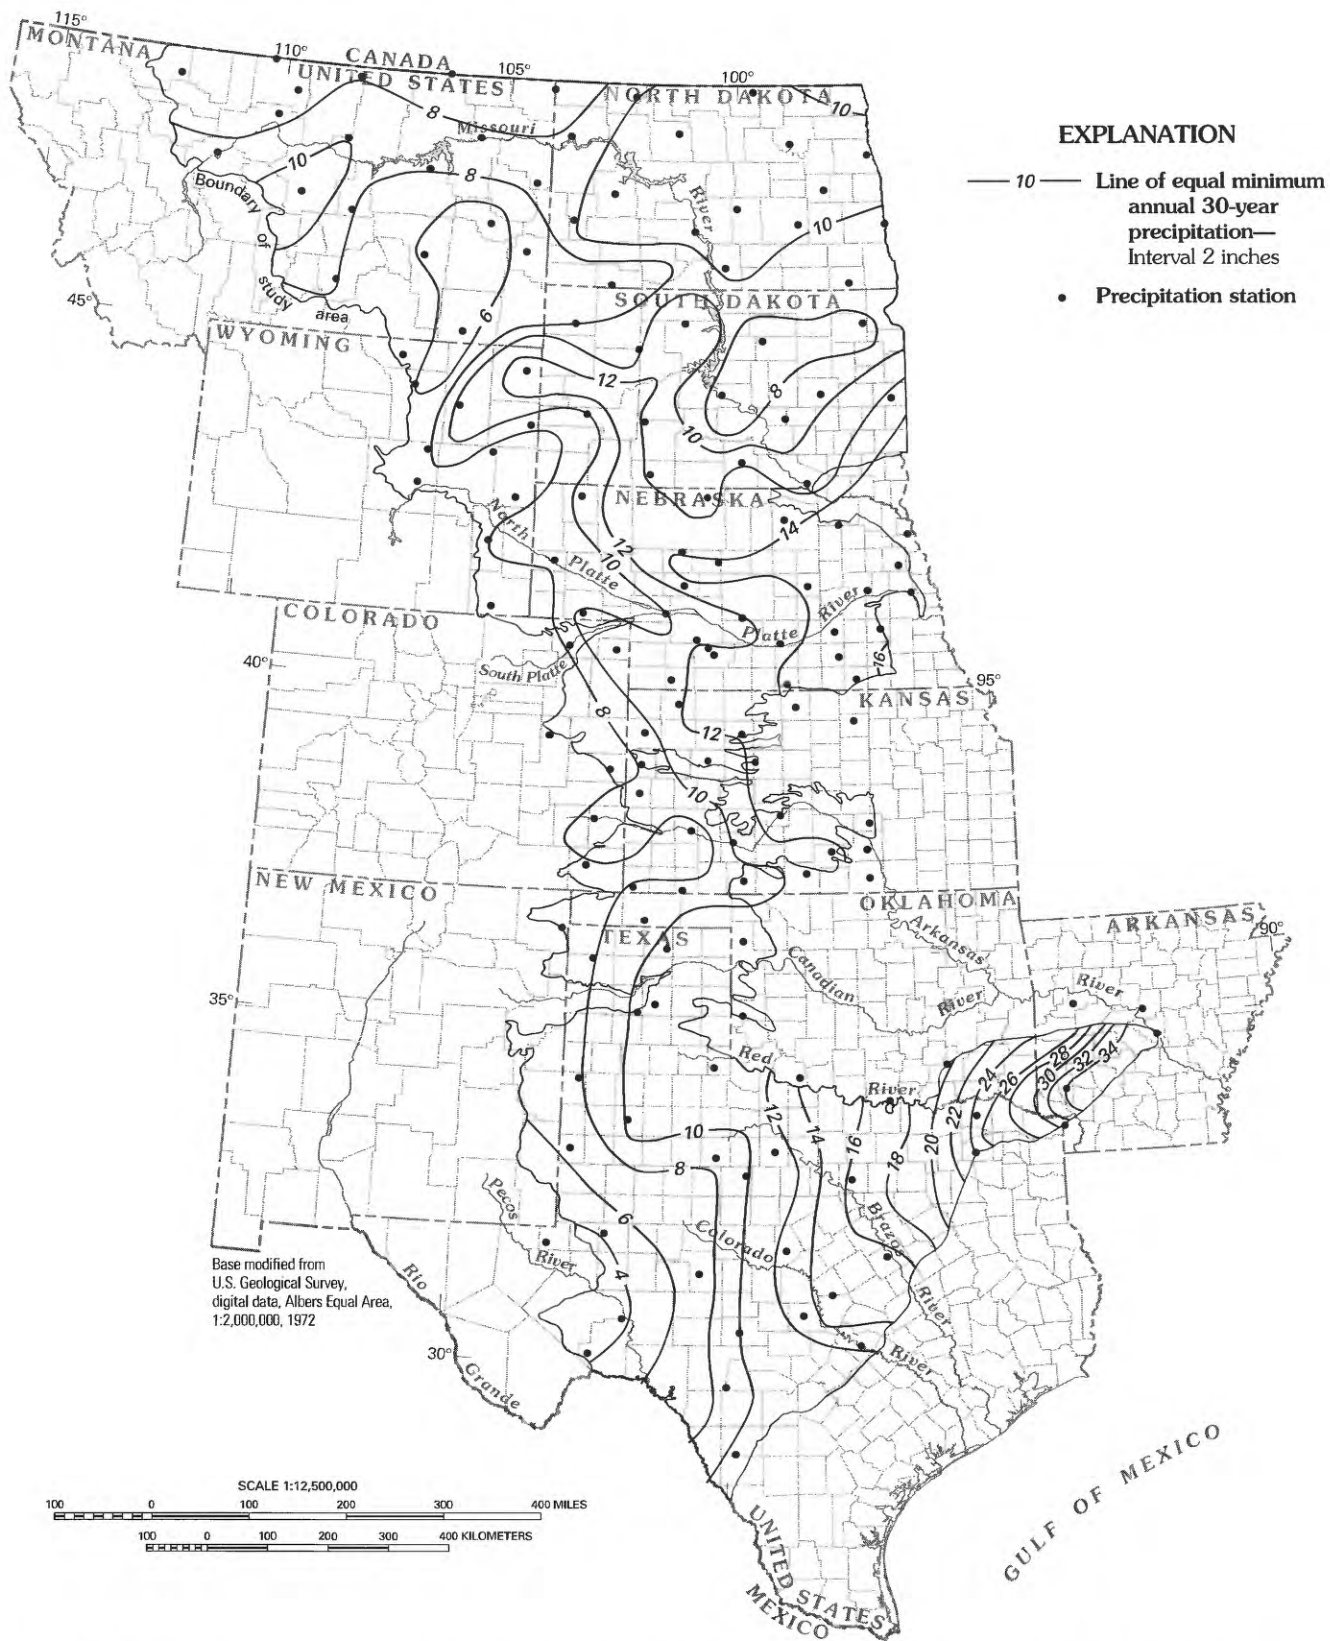 115°
MONTANA
110°
CANADA
UNITED STATES
105°
100°
NORTH DAKOTA
10
8
Missouri
10
8
Boundary
of
study
area
River
10
EXPLANATION
10 Line of equal minimum
annual 30-year
precipitation—
Interval 2 inches
Precipitation station
45°
SOUTH DAKOTA
6
WYOMING
12
8
10
NEBRASKA
North
Platte
14
12
10
River
Platte
COLORADO
40°
South Platte
16
95°
KANSAS
8
12
10
NEW MEXICO
OKLAHOMA
ARKANSAS
90°
TEXAS
Arkansas
River
Canadian
River
35°
Red
River
28
24
26
30
32
34
12
14
16
18
20
22
10
8
Pecos
River
6
Colorado
Brazos
River
4
River
Rio
Grande
30°
Base modified from
U.S. Geological Survey,
digital data, Albers Equal Area,
1:2,000,000, 1972
GULF OF MEXICO
SCALE 1:12,500,000
100 0 100 200 300 400 MILES
100 0 100 200 300 400 KILOMETERS
UNITED STATES
MEXICO